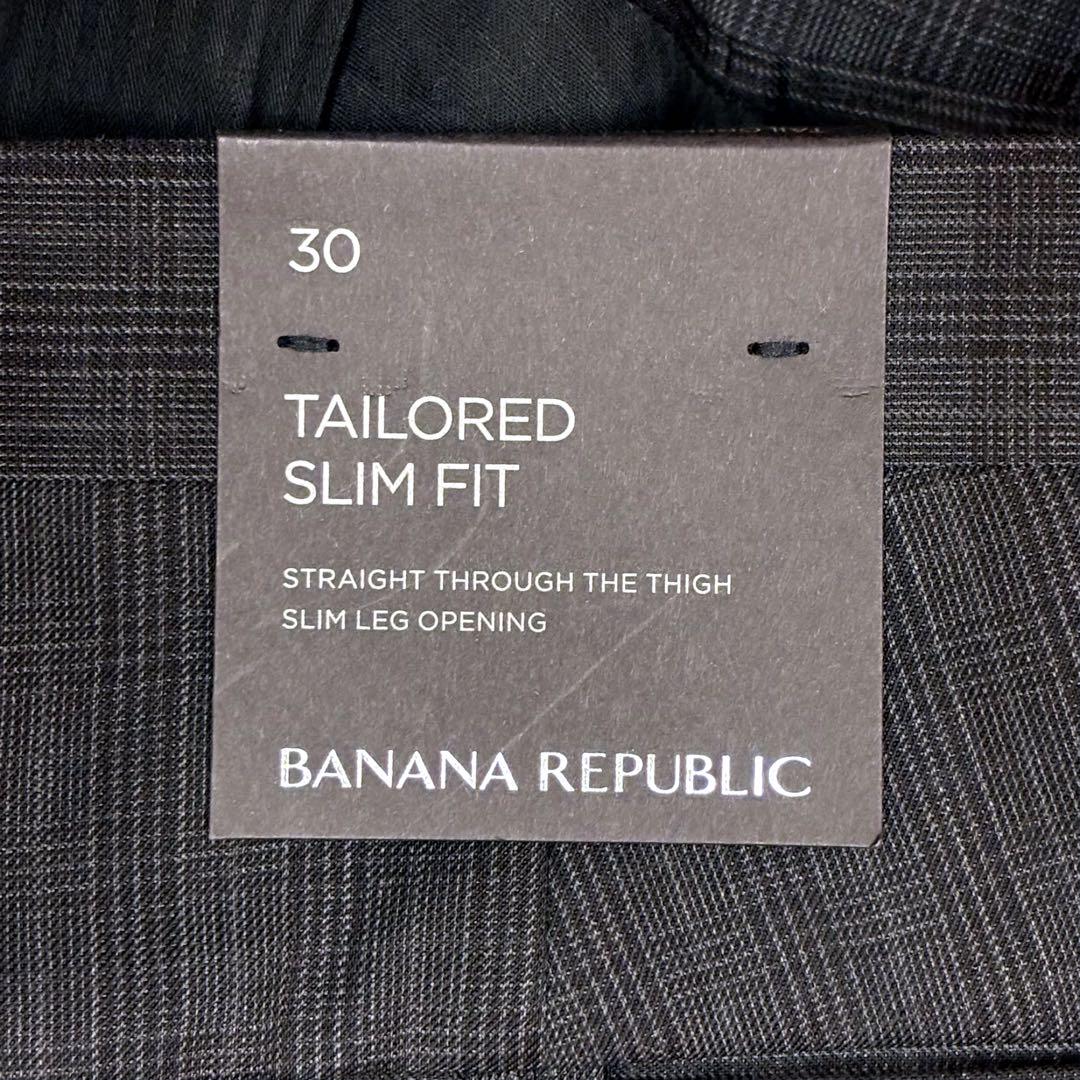 30
TAILORED
SLIM FIT
STRAIGHT THROUGH THE THIGH
SLIM LEG OPENING
BANANA REPUBLIC